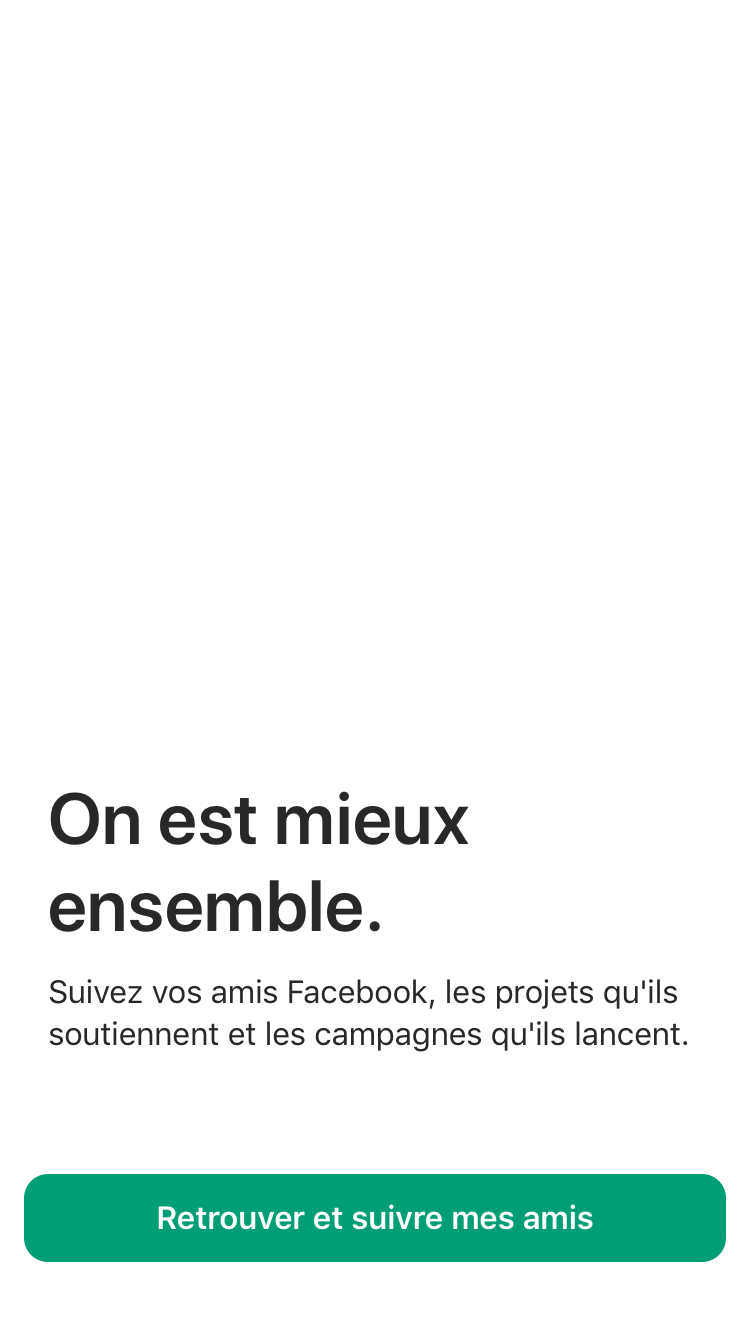 On est mieux
ensemble.
Suivez vos amis Facebook, les projets qu'ils
soutiennent et les campagnes qu'ils lancent.
Retrouver et suivre mes amis